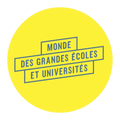 MONDE
DES GRANDES ÉCOLES
ET UNIVERSITÉS